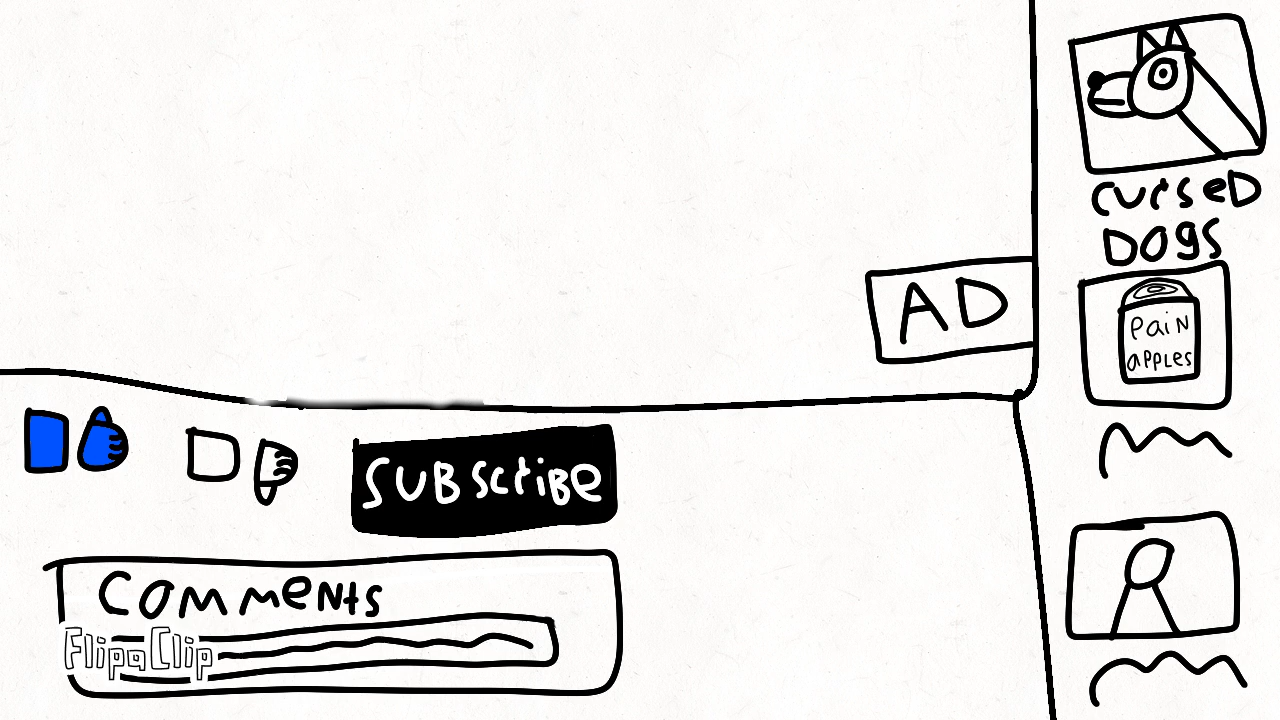 CURSED
DOGS
AD
PaiN
aPPLes
SUBscriBe
COMMeNts
FlipaClip